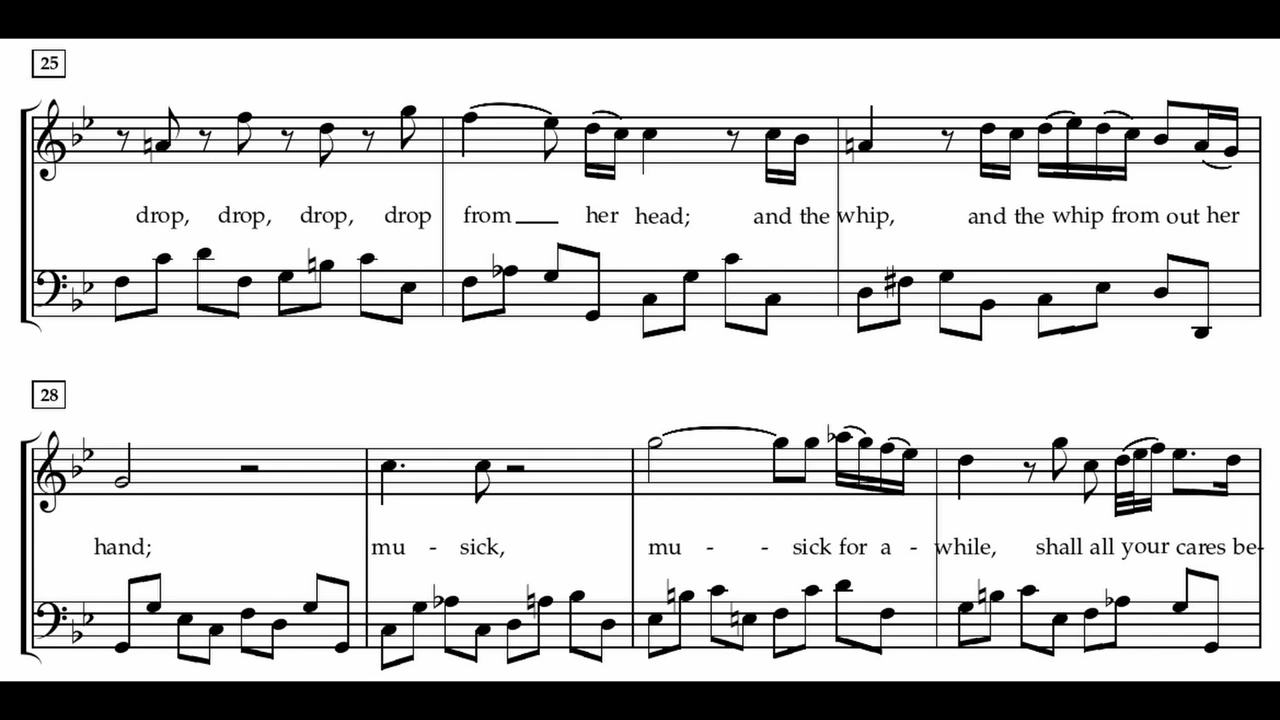 25
drop, drop, drop, drop from her head; and the whip, and the whip from out her
28
hand; mu - sick, mu - - sick for a - while, shall all your cares be-